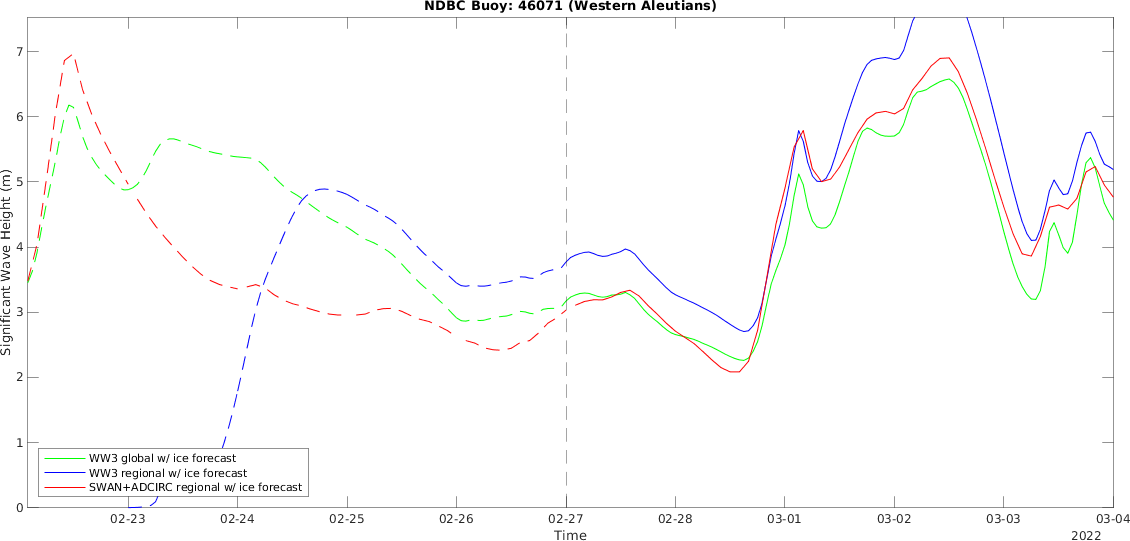 NDBC Buoy: 46071 (Western Aleutians)
Significant Wave Height (m)
7
6
5
4
3
2
1
0
WW3 global w/ ice forecast
WW3 regional w/ ice forecast
SWAN+ADCIRC regional w/ ice forecast
02-23 02-24 02-25 02-26 02-27 02-28 03-01 03-02 03-03 03-04
Time
2022